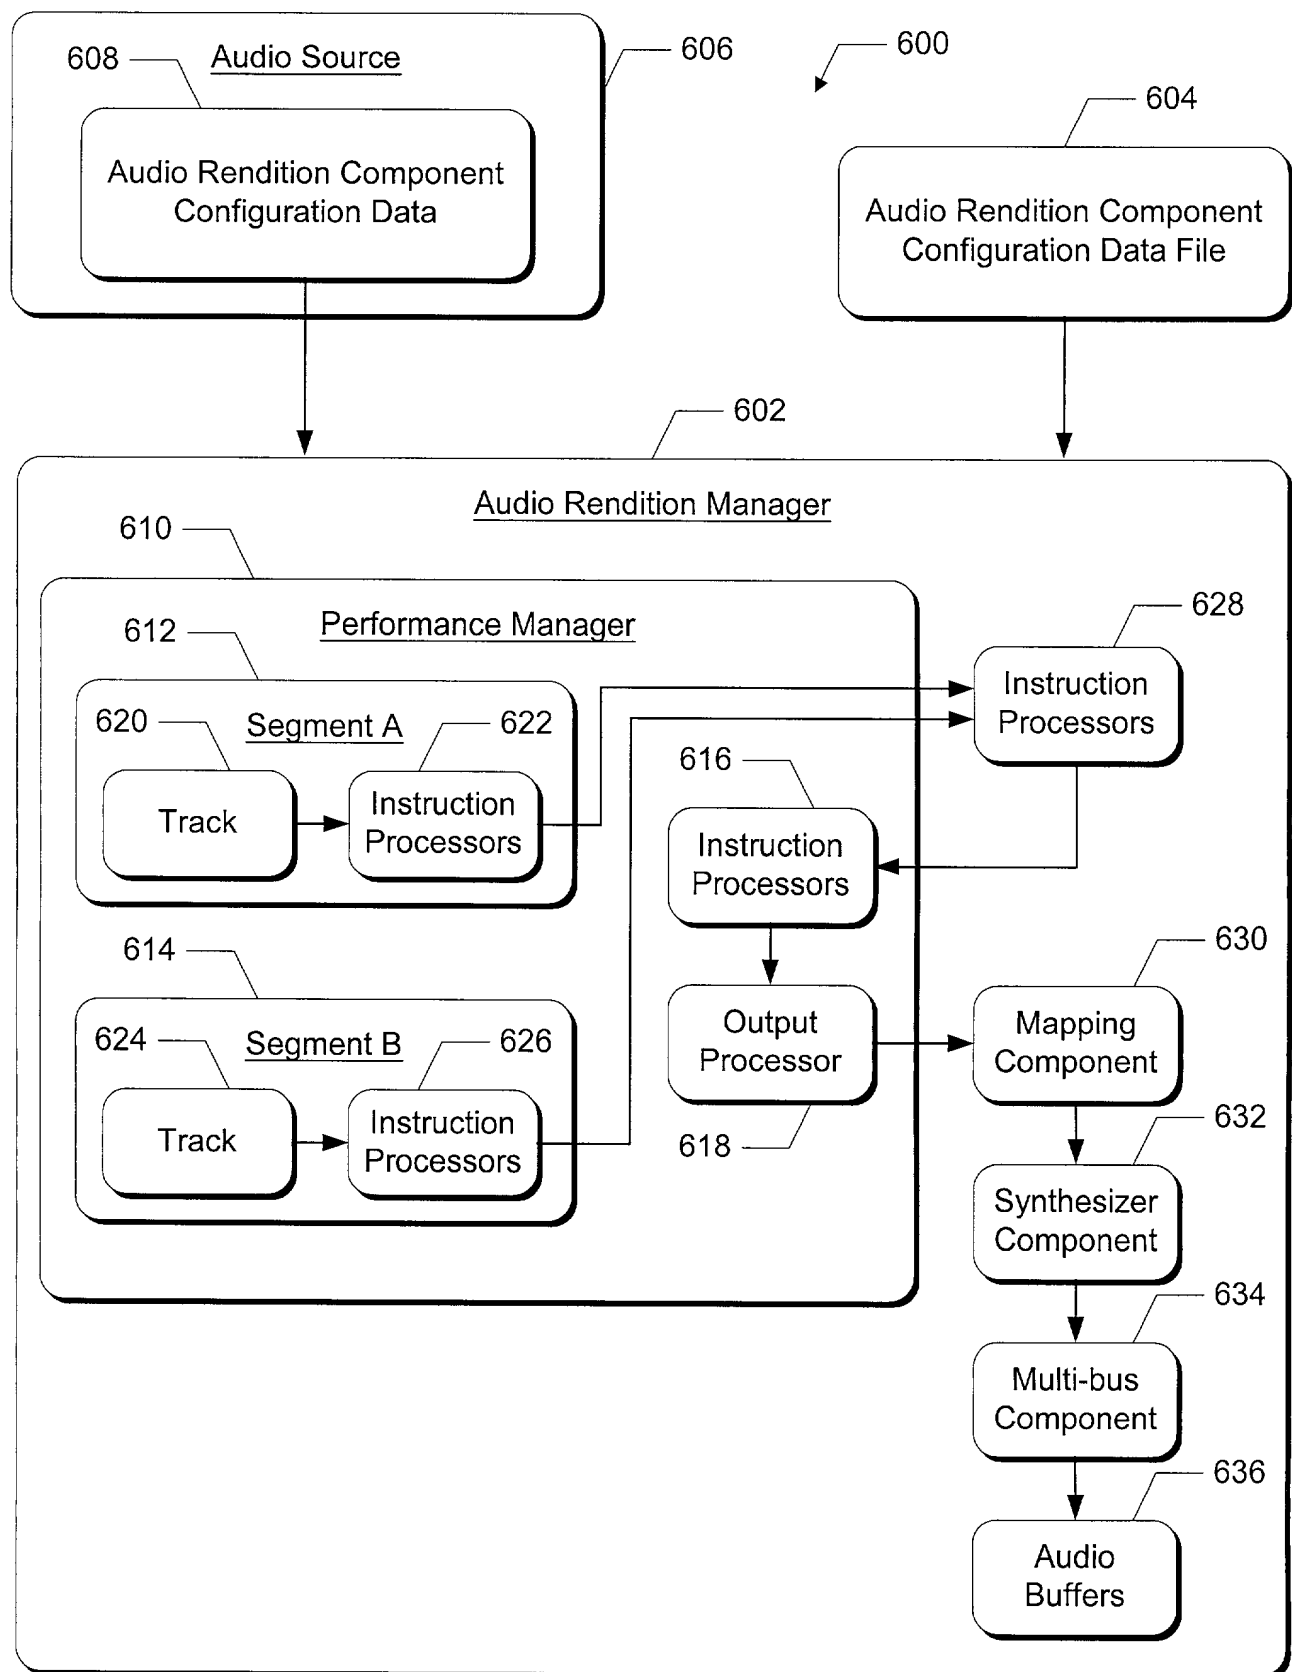 608
Audio Source
606
600
604
Audio Rendition Component
Configuration Data
Audio Rendition Component
Configuration Data File
602
Audio Rendition Manager
610
Performance Manager
628
Instruction
Processors
612
Segment A
620
622
Track
Instruction
Processors
616
Instruction
Processors
614
Segment B
624
626
Track
Instruction
Processors
Output
Processor
618
630
Mapping
Component
632
Synthesizer
Component
634
Multi-bus
Component
636
Audio
Buffers